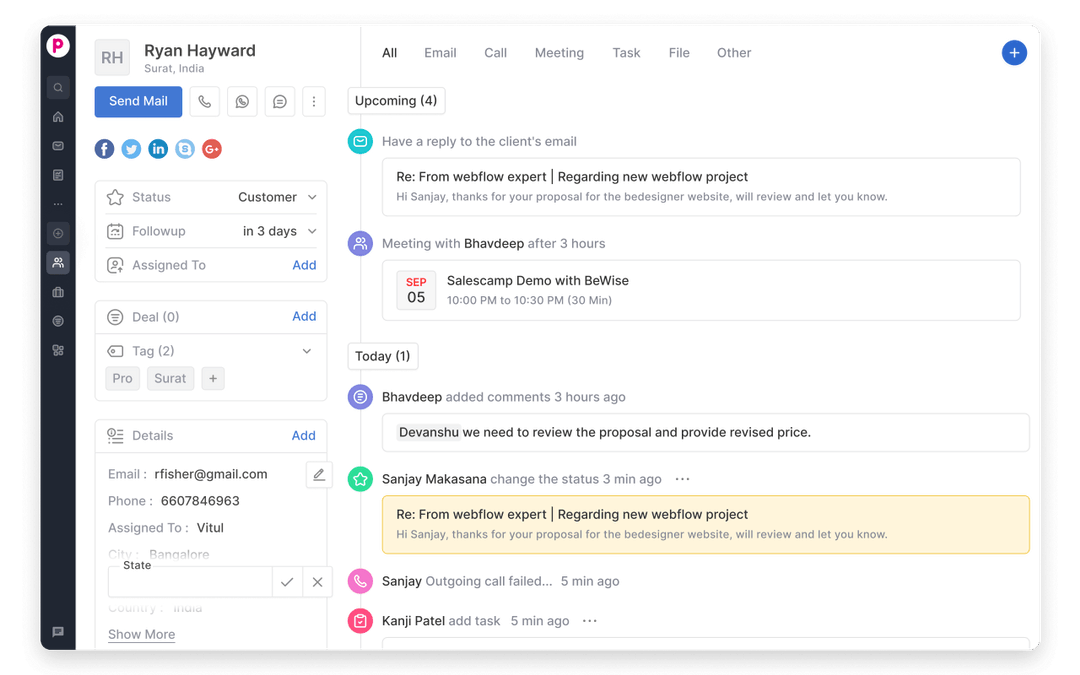 RH
Ryan Hayward
Surat, India
Send Mail
Status Customer
Followup in 3 days
Assigned To Add
Deal (0) Add
Tag (2)
Pro Surat +
Details Add
Email : rfisher@gmail.com
Phone : 6607846963
Assigned To : Vitul
City : Bangalore
State
Country : India
Show More
All Email Call Meeting Task File Other
Upcoming (4)
Have a reply to the client's email
Re: From webflow expert | Regarding new webflow project
Hi Sanjay, thanks for your proposal for the bedesigner website, will review and let you know.
Meeting with Bhavdeep after 3 hours
SEP
05
Salescamp Demo with BeWise
10:00 PM to 10:30 PM (30 Min)
Today (1)
Bhavdeep added comments 3 hours ago
Devanshu we need to review the proposal and provide revised price.
Sanjay Makasana change the status 3 min ago ...
Re: From webflow expert | Regarding new webflow project
Hi Sanjay, thanks for your proposal for the bedesigner website, will review and let you know.
Sanjay Outgoing call failed... 5 min ago
Kanji Patel add task 5 min ago ...